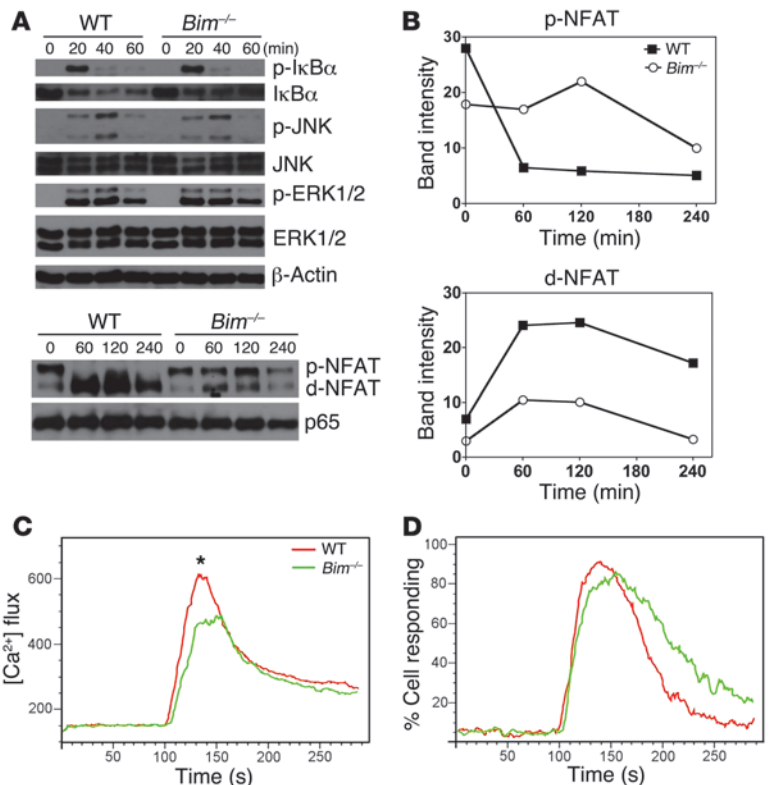 A
WT Bim–/–
0 20 40 60 0 20 40 60 (min)
p-IκBα
IκBα
p-JNK
JNK
p-ERK1/2
ERK1/2
β-Actin
WT Bim–/–
0 60 120 240 0 60 120 240
p-NFAT
d-NFAT
p65
B
p-NFAT
30
20
10
0
Band intensity
WT
Bim–/–
0 60 120 180 240
Time (min)
d-NFAT
30
20
10
0
Band intensity
0 60 120 180 240
Time (min)
C
[Ca2+] flux
600
400
200
*
WT
Bim–/–
50 100 150 200 250
Time (s)
D
% Cell responding
100
80
60
40
20
50 100 150 200 250
Time (s)